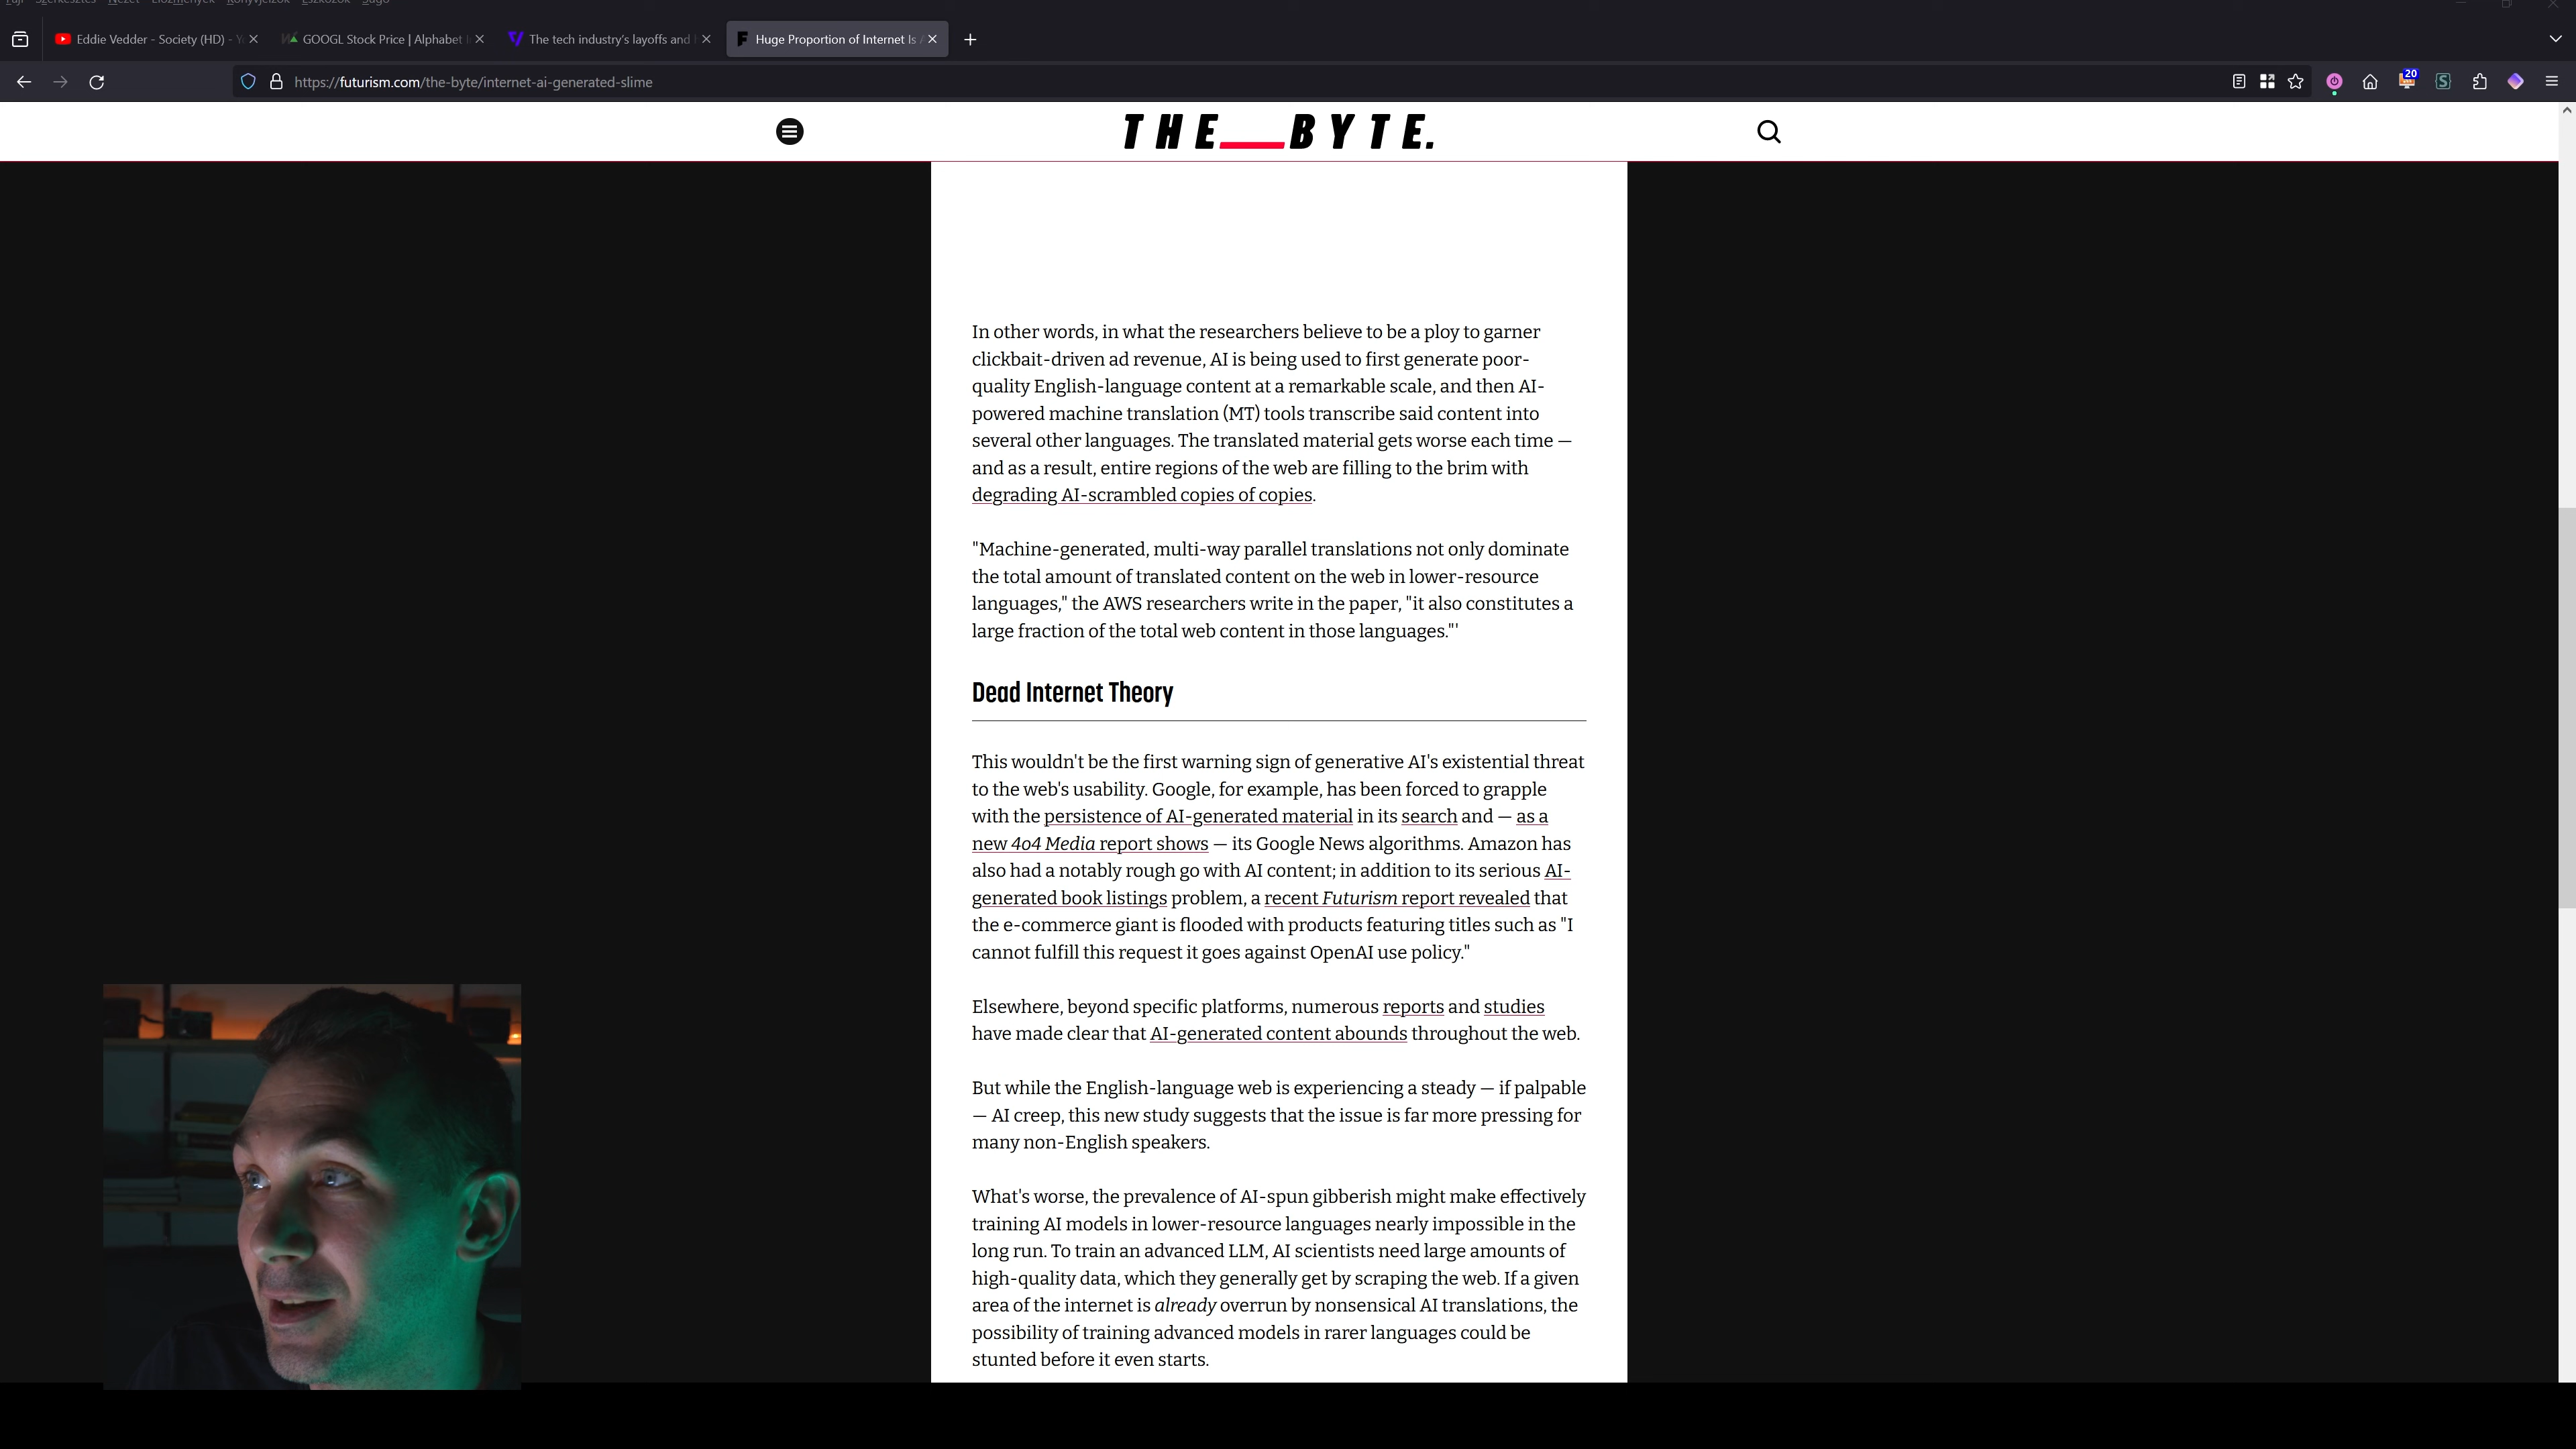 Fájl Szerkesztés Nézet Előzmények Könyvjelzők Eszközök Súgó
Eddie Vedder - Society (HD) -
GOOGL Stock Price | Alphabet
The tech industry's layoffs and
Huge Proportion of Internet Is
https://futurism.com/the-byte/internet-ai-generated-slime
20
THE__BYTE.
In other words, in what the researchers believe to be a ploy to garner
clickbait-driven ad revenue, AI is being used to first generate poor-
quality English-language content at a remarkable scale, and then AI-
powered machine translation (MT) tools transcribe said content into
several other languages. The translated material gets worse each time —
and as a result, entire regions of the web are filling to the brim with
degrading AI-scrambled copies of copies.
"Machine-generated, multi-way parallel translations not only dominate
the total amount of translated content on the web in lower-resource
languages," the AWS researchers write in the paper, "it also constitutes a
large fraction of the total web content in those languages."'
Dead Internet Theory
This wouldn't be the first warning sign of generative AI's existential threat
to the web's usability. Google, for example, has been forced to grapple
with the persistence of AI-generated material in its search and — as a
new 404 Media report shows — its Google News algorithms. Amazon has
also had a notably rough go with AI content; in addition to its serious AI-
generated book listings problem, a recent Futurism report revealed that
the e-commerce giant is flooded with products featuring titles such as "I
cannot fulfill this request it goes against OpenAI use policy."
Elsewhere, beyond specific platforms, numerous reports and studies
have made clear that AI-generated content abounds throughout the web.
But while the English-language web is experiencing a steady — if palpable
— AI creep, this new study suggests that the issue is far more pressing for
many non-English speakers.
What's worse, the prevalence of AI-spun gibberish might make effectively
training AI models in lower-resource languages nearly impossible in the
long run. To train an advanced LLM, AI scientists need large amounts of
high-quality data, which they generally get by scraping the web. If a given
area of the internet is already overrun by nonsensical AI translations, the
possibility of training advanced models in rarer languages could be
stunted before it even starts.